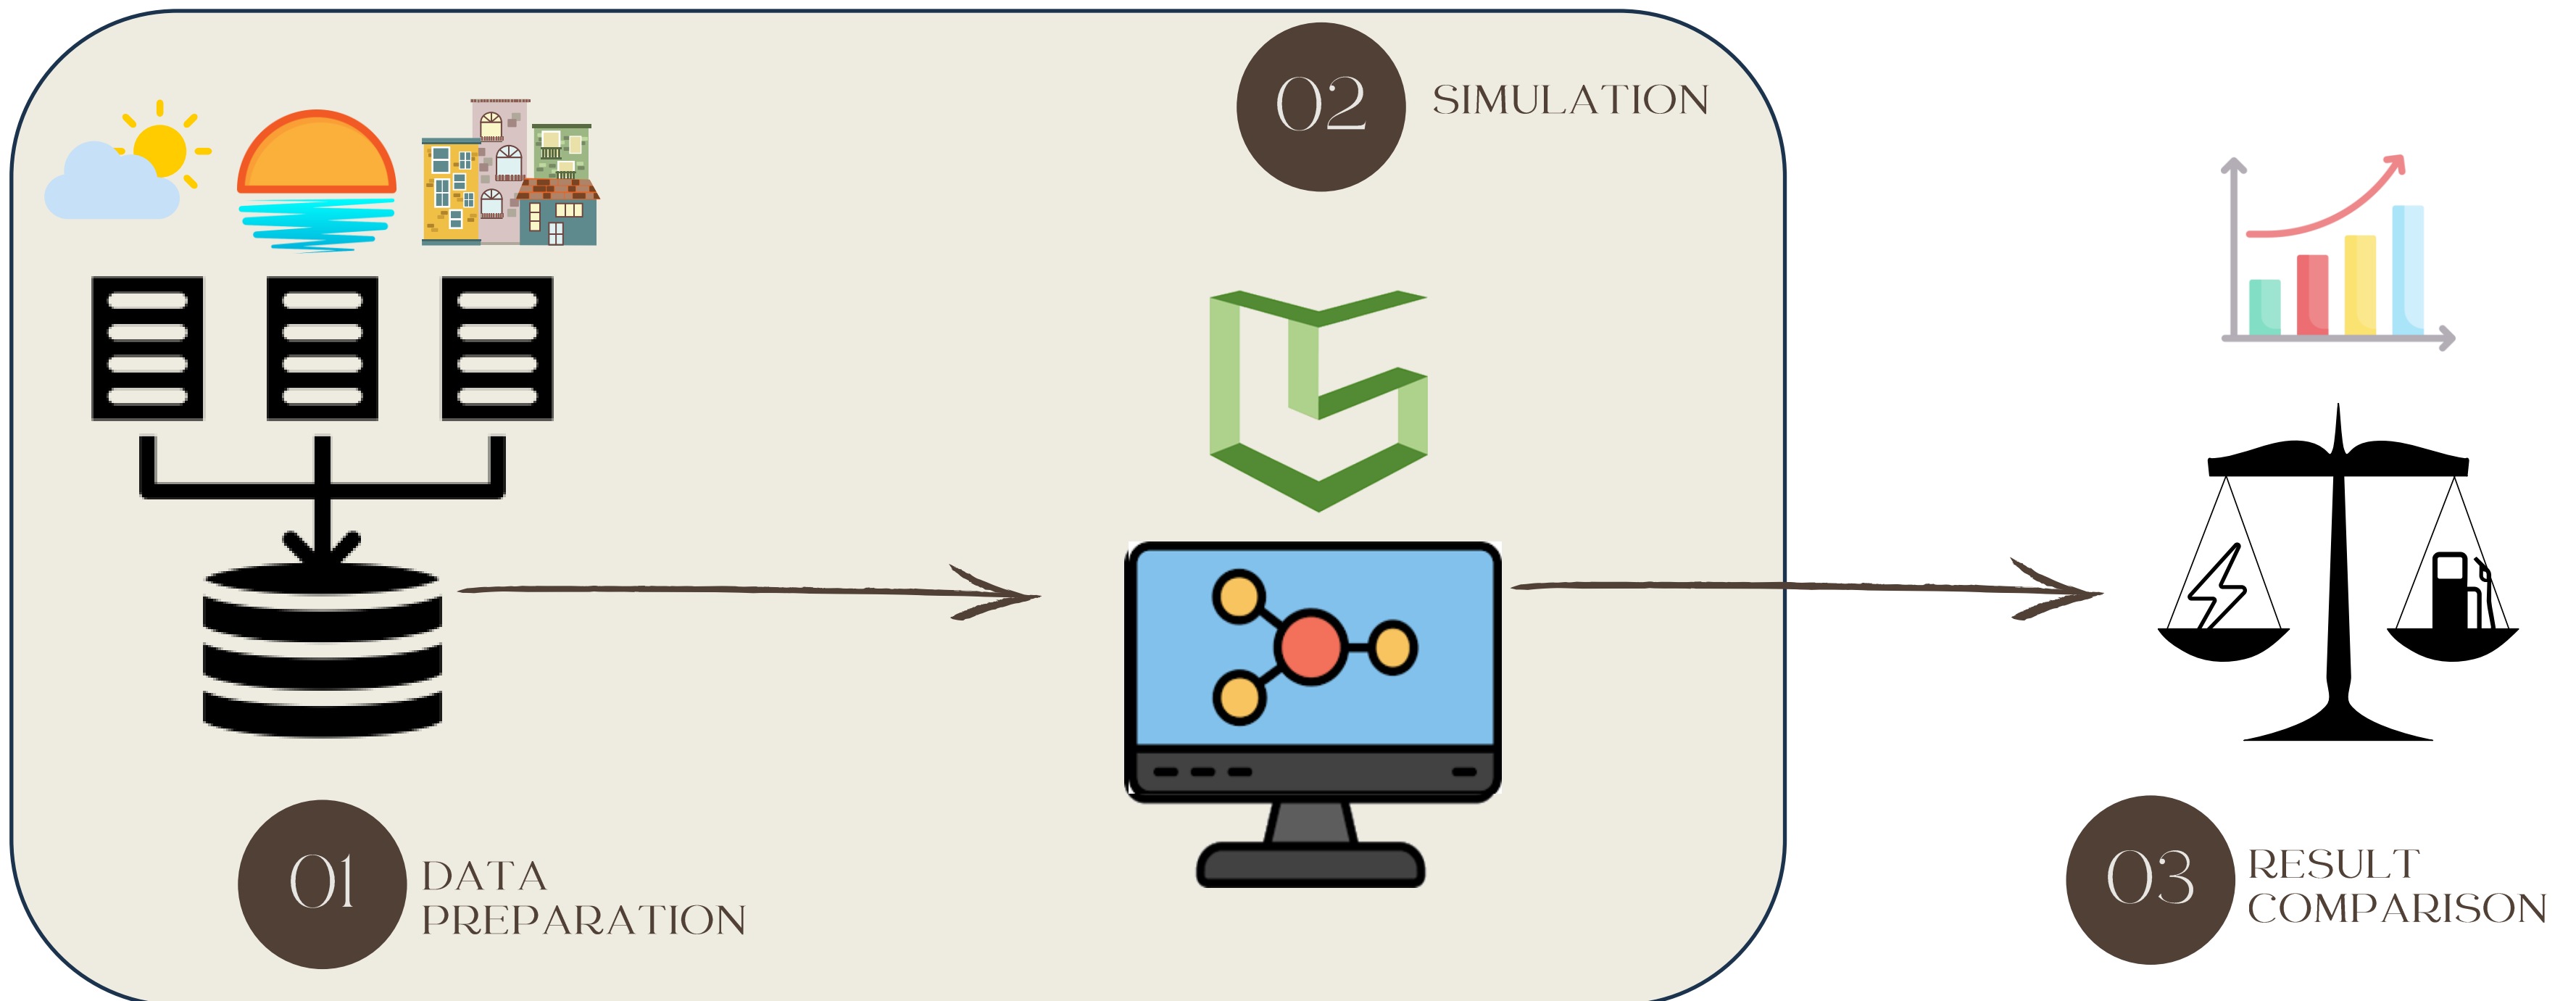 01
DATA
PREPARATION
02
SIMULATION
03
RESULT
COMPARISON